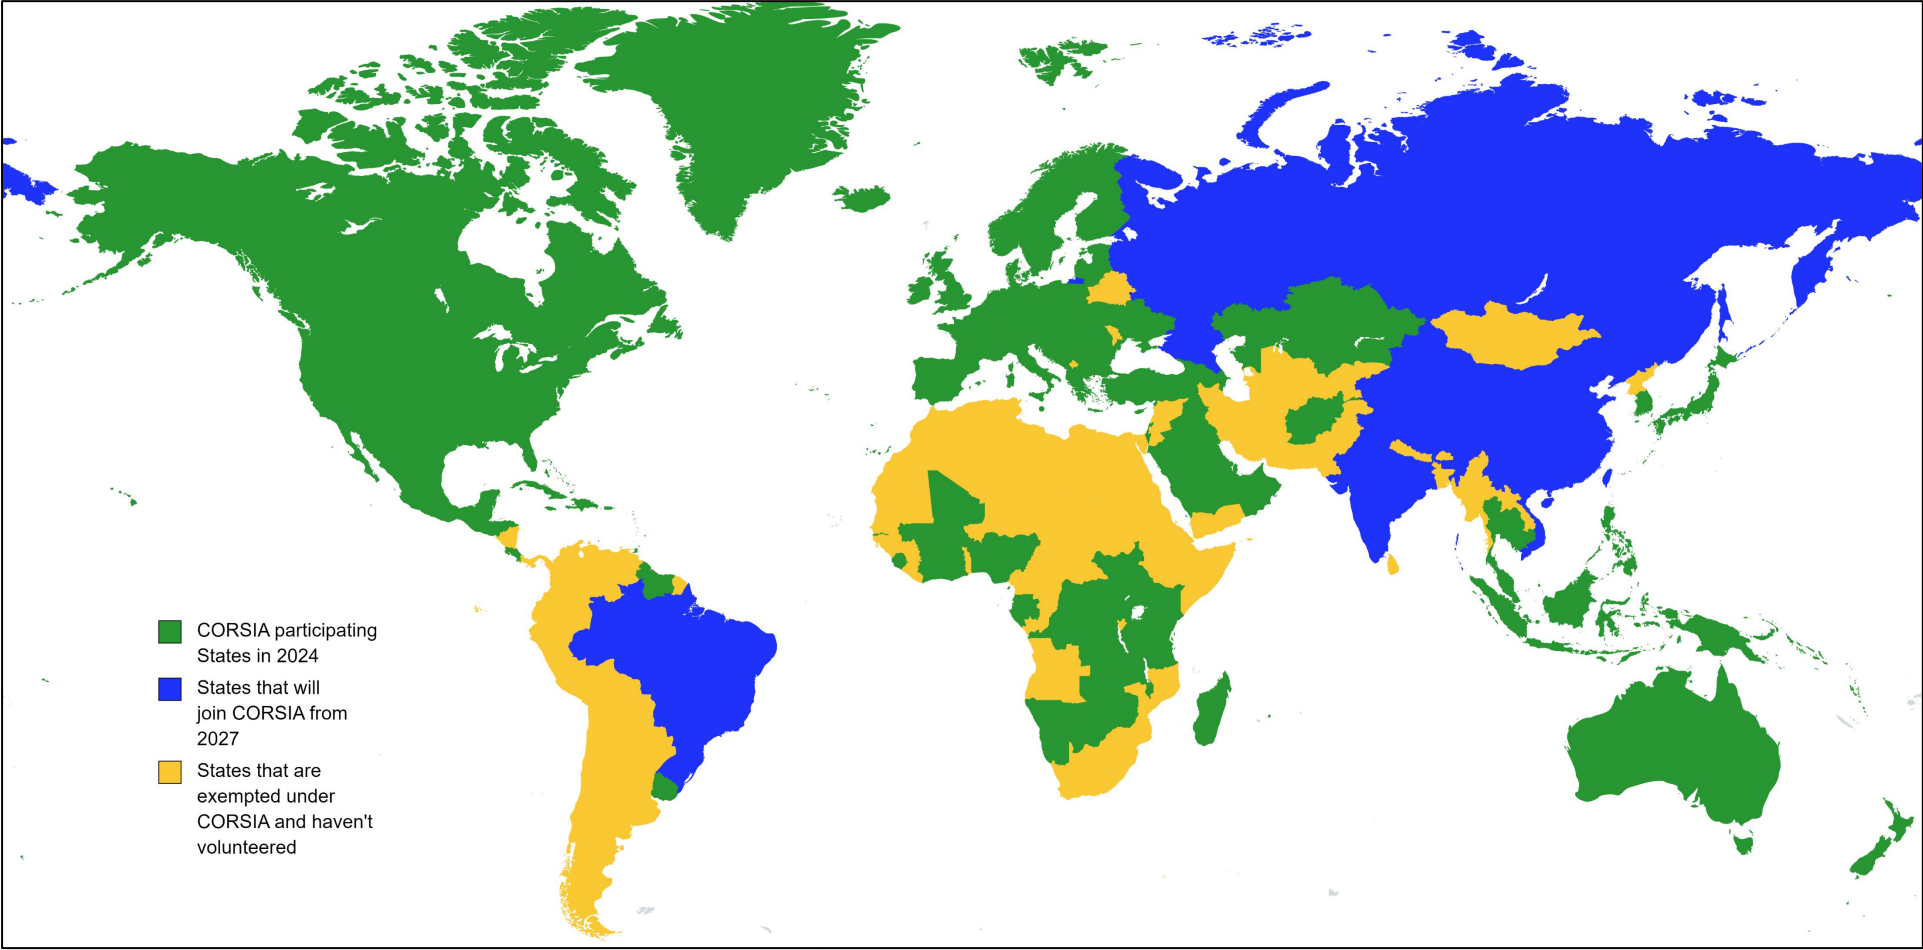 CORSIA participating
States in 2024
States that will
join CORSIA from
2027
States that are
exempted under
CORSIA and haven't
volunteered